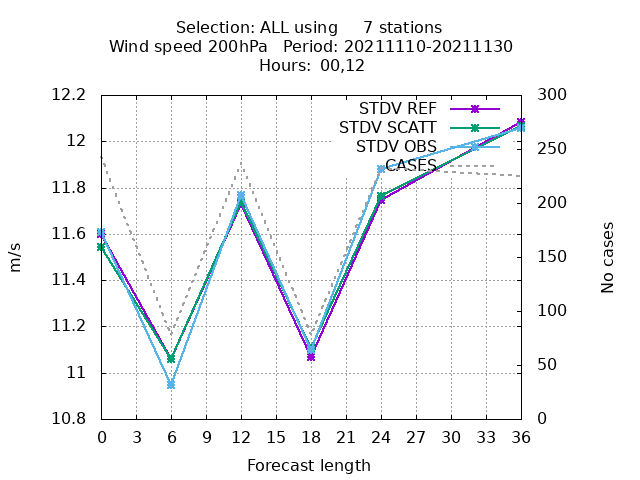 Selection: ALL using     7 stations
Wind speed 200hPa   Period: 20211110-20211130
Hours:  00,12
STDV REF
STDV SCATT
STDV OBS
CASES
12.2
12
11.8
11.6
11.4
11.2
11
10.8
m/s
300
250
200
150
100
50
0
No cases
0 3 6 9 12 15 18 21 24 27 30 33 36
Forecast length